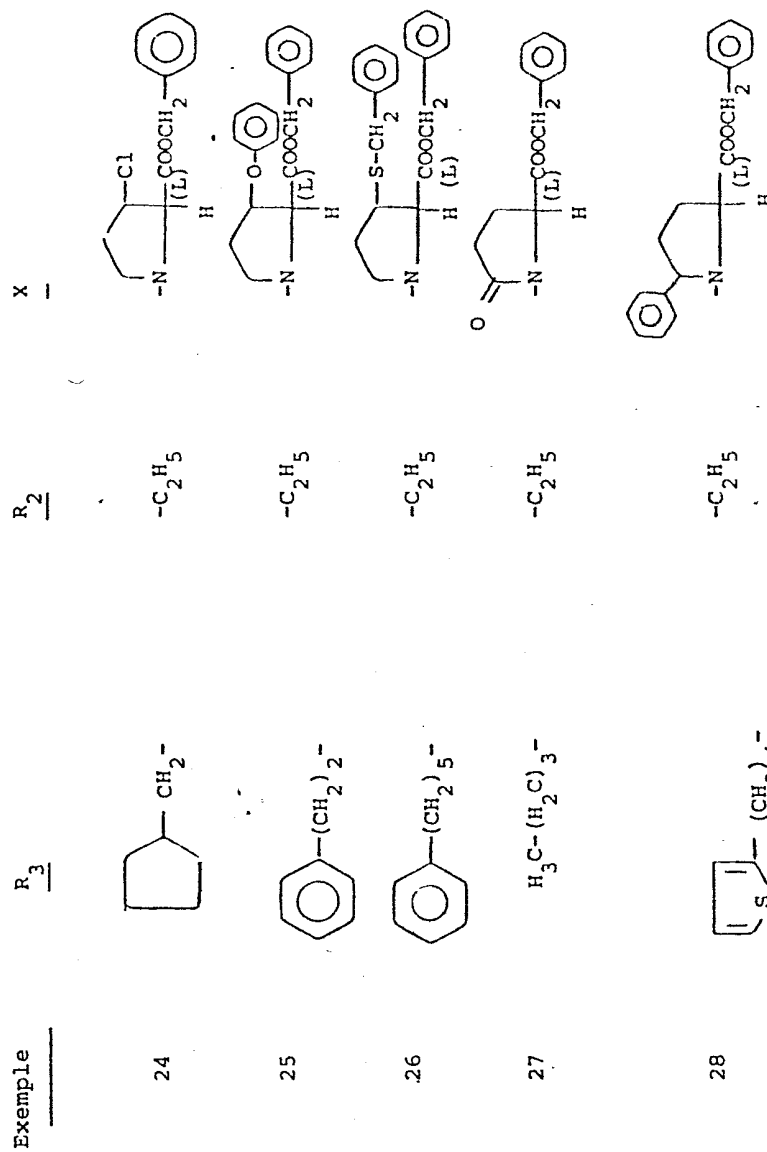 Exemple R3 R2 X
24 CH2- -C2H5 -N Cl COOCH2 (L) H
25 -(CH2)2- -C2H5 -N O COOCH2 (L) H
26 -(CH2)5- -C2H5 -N -S-CH2 COOCH2 (L) H
27 H3C-(H2C)3- -C2H5 O -N COOCH2 (L) H
28 S -(CH2) - -C2H5 -N COOCH2 (L) H